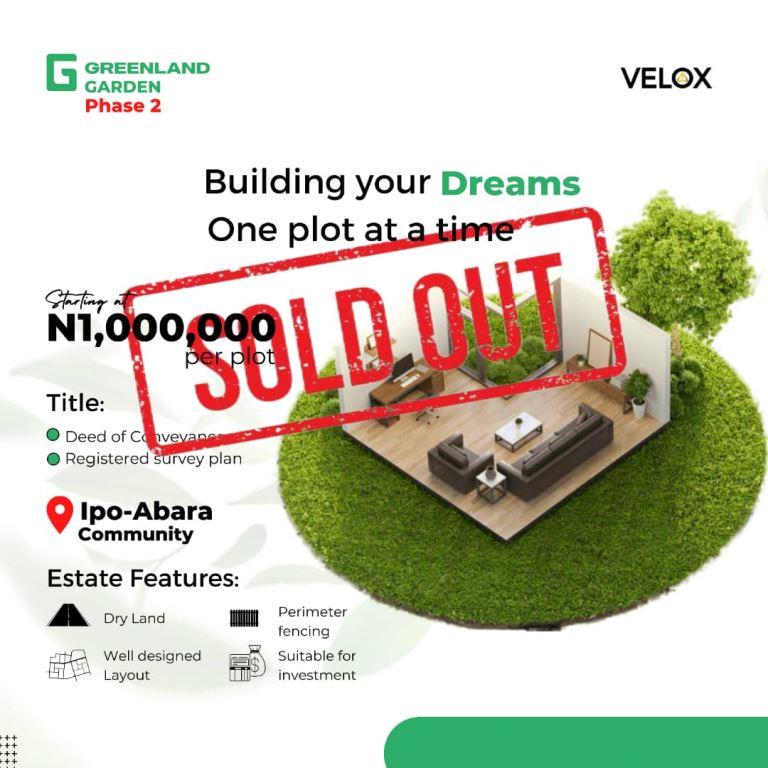 GREENLAND
GARDEN
Phase 2
VELOX
Building your Dreams
One plot at a time
SOLD OUT
Starting at
N1,000,000
per plot
Title:
Deed of Conveyance
Registered survey plan
Ipo-Abara
Community
Estate Features:
Dry Land
Perimeter
fencing
Well designed
Layout
Suitable for
investment